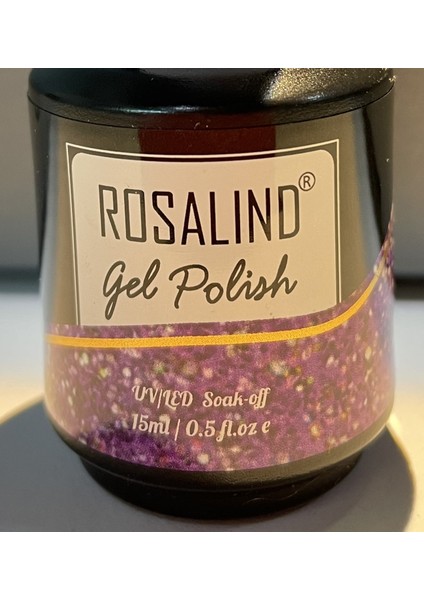 ROSALIND®
Gel Polish
UV/LED Soak-off
15ml / 0.5 fl.oz e